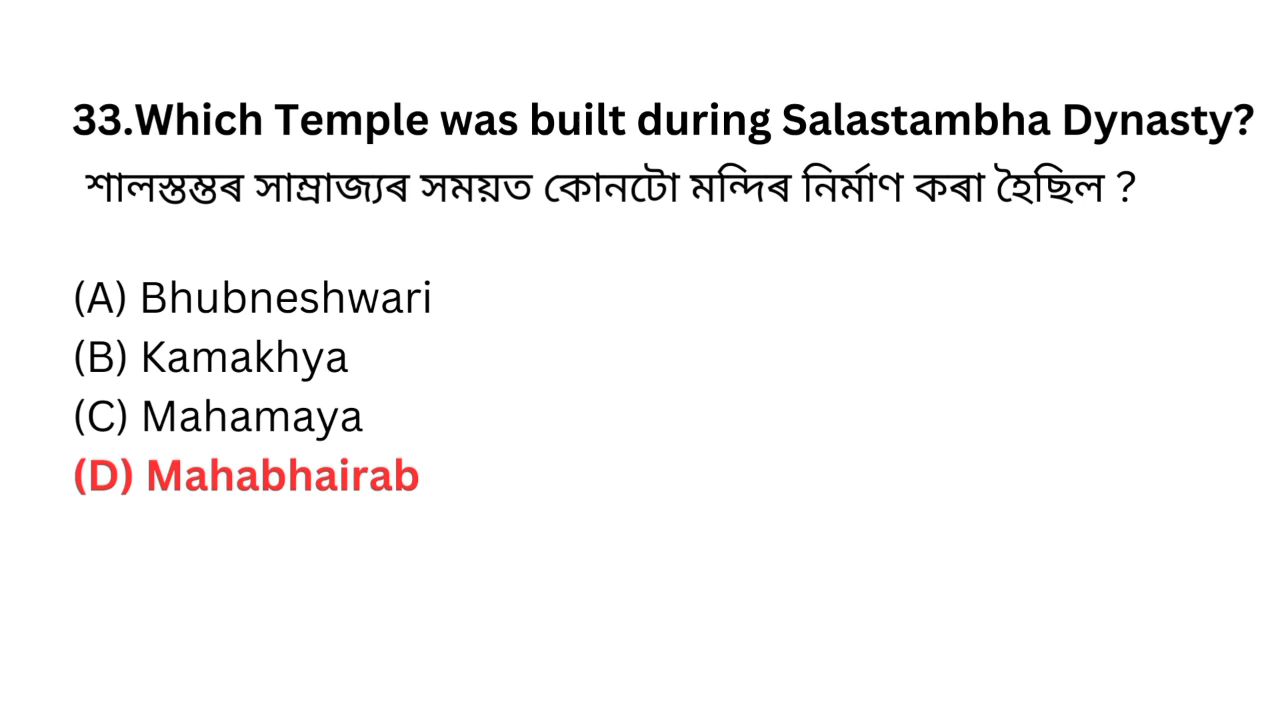 33.Which Temple was built during Salastambha Dynasty?
শালস্তম্ভৰ সাম্ৰাজ্যৰ সময়ত কোনটো মন্দিৰ নিৰ্মাণ কৰা হৈছিল ?
(A) Bhubneshwari
(B) Kamakhya
(C) Mahamaya
(D) Mahabhairab